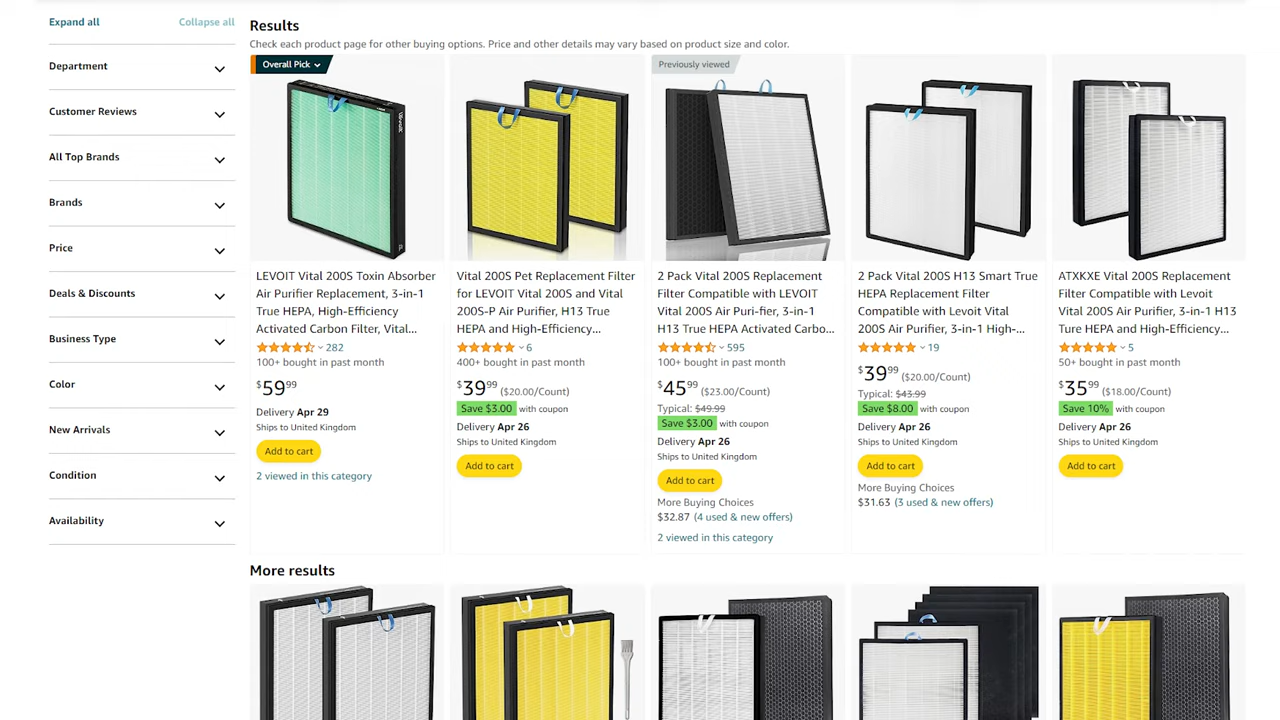 Expand all
Collapse all
Department
Customer Reviews
All Top Brands
Brands
Price
Deals & Discounts
Business Type
Color
New Arrivals
Condition
Availability
Results
Check each product page for other buying options. Price and other details may vary based on product size and color.
Overall Pick
LEVOIT Vital 200S Toxin Absorber
Air Purifier Replacement, 3-in-1
True HEPA, High-Efficiency
Activated Carbon Filter, Vital...
282
100+ bought in past month
$59.99
Delivery Apr 29
Ships to United Kingdom
Add to cart
2 viewed in this category
Vital 200S Pet Replacement Filter
for LEVOIT Vital 200S and Vital
200S-P Air Purifier, H13 True
HEPA and High-Efficiency...
6
400+ bought in past month
$39.99 ($20.00/Count)
Save $3.00 with coupon
Delivery Apr 26
Ships to United Kingdom
Add to cart
Previously viewed
2 Pack Vital 200S Replacement
Filter Compatible with LEVOIT
Vital 200S Air Puri-fier, 3-in-1
H13 True HEPA Activated Carbo...
595
100+ bought in past month
$45.99 ($23.00/Count)
Typical: $49.99
Save $3.00 with coupon
Delivery Apr 26
Ships to United Kingdom
Add to cart
More Buying Choices
$32.87 (4 used & new offers)
2 viewed in this category
2 Pack Vital 200S H13 Smart True
HEPA Replacement Filter
Compatible with Levoit Vital
200S Air Purifier, 3-in-1 High-...
19
$39.99 ($20.00/Count)
Typical: $43.99
Save $8.00 with coupon
Delivery Apr 26
Ships to United Kingdom
Add to cart
More Buying Choices
$31.63 (3 used & new offers)
ATXKXE Vital 200S Replacement
Filter Compatible with Levoit
Vital 200S Air Purifier, 3-in-1 H13
Ture HEPA and High-Efficiency...
5
50+ bought in past month
$35.99 ($18.00/Count)
Save 10% with coupon
Delivery Apr 26
Ships to United Kingdom
Add to cart
More results